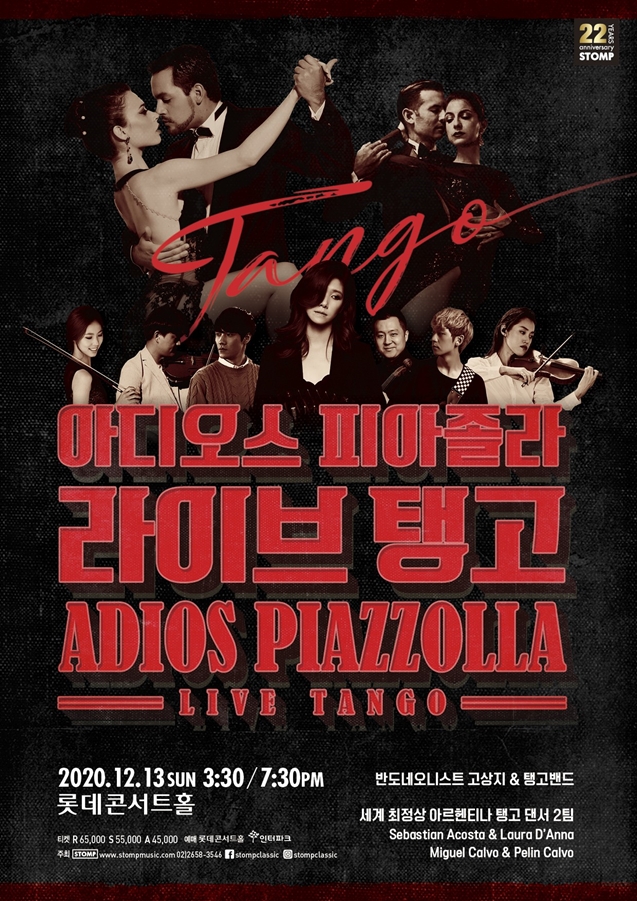 22 YEARS
anniversary
STOMP
Tango
아디오스 피아졸라
라이브 탱고
ADIOS PIAZZOLLA
LIVE TANGO
2020.12.13 SUN 3:30 / 7:30PM
롯데콘서트홀
티켓 R 65,000 S 55,000 A 45,000 예매 롯데콘서트홀 인터파크
주최 STOMP www.stompmusic.com 02)2658-3546 stompclassic stompclassic
반도네오니스트 고상지 & 탱고밴드
세계 최정상 아르헨티나 탱고 댄서 2팀
Sebastian Acosta & Laura D'Anna
Miguel Calvo & Pelin Calvo